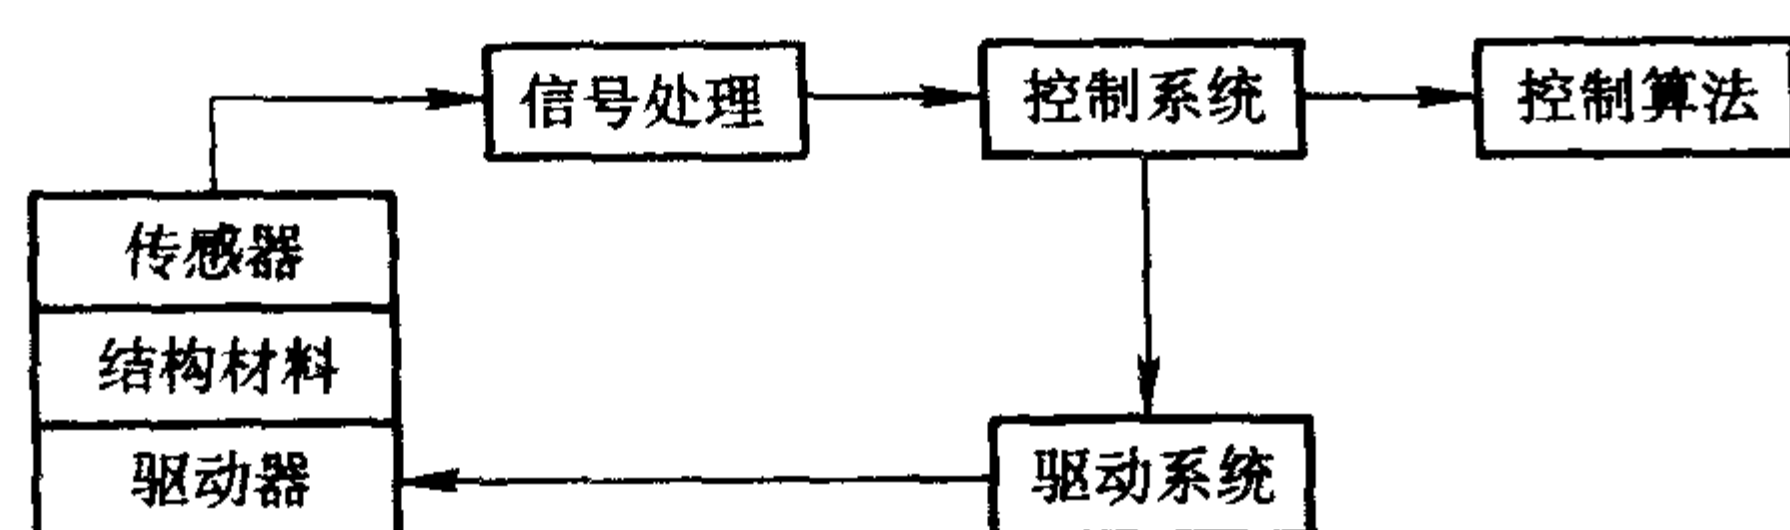 信号处理
控制系统
控制算法
传感器
结构材料
驱动器
驱动系统